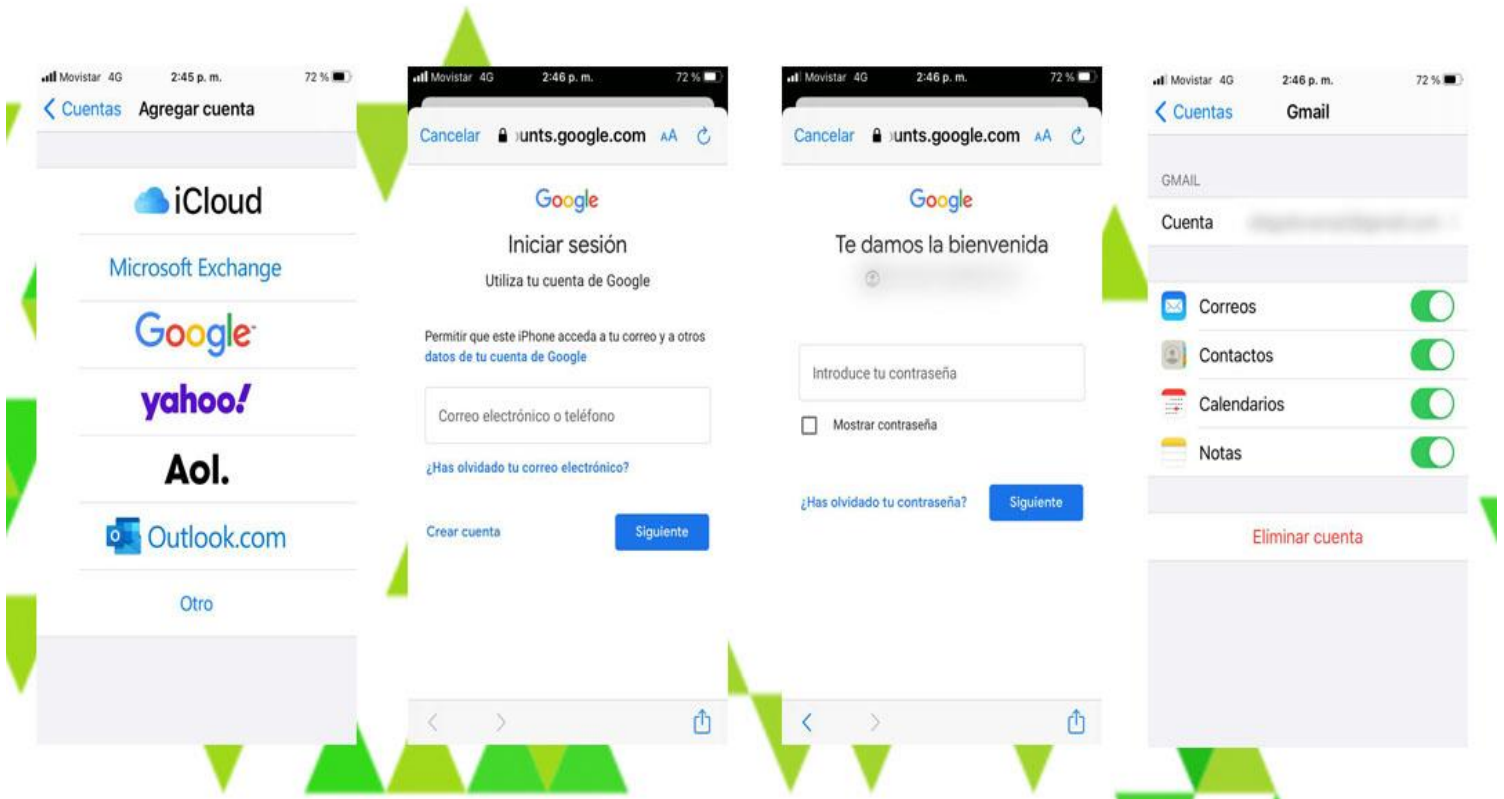 Movistar 4G 2:45 p. m. 72 %
Cuentas Agregar cuenta
iCloud
Microsoft Exchange
Google
yahoo!
Aol.
Outlook.com
Otro
Movistar 4G 2:46 p. m. 72 %
Cancelar unts.google.com AA
Google
Iniciar sesión
Utiliza tu cuenta de Google
Permitir que este iPhone acceda a tu correo y a otros
datos de tu cuenta de Google
Correo electrónico o teléfono
¿Has olvidado tu correo electrónico?
Crear cuenta Siguiente
Movistar 4G 2:46 p. m. 72 %
Cancelar unts.google.com AA
Google
Te damos la bienvenida
Introduce tu contraseña
Mostrar contraseña
¿Has olvidado tu contraseña? Siguiente
Movistar 4G 2:46 p. m. 72 %
Cuentas Gmail
GMAIL
Cuenta
Correos
Contactos
Calendarios
Notas
Eliminar cuenta